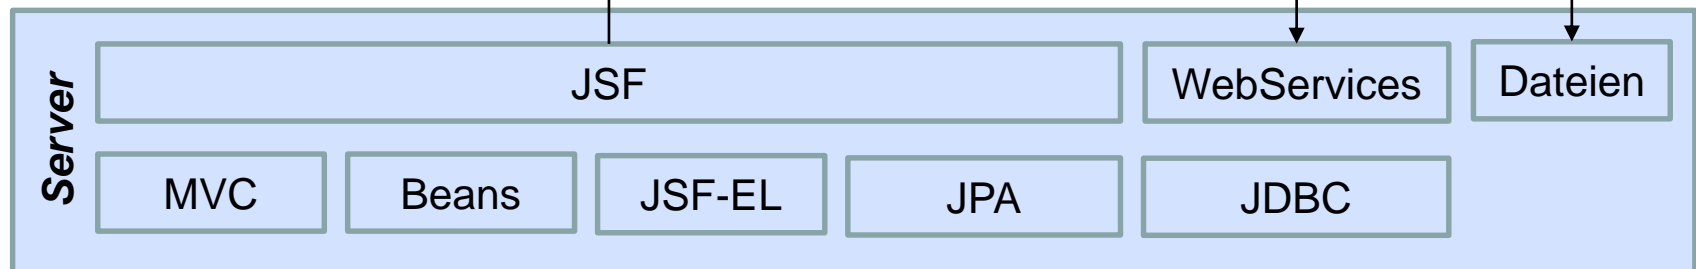 Server
JSF
WebServices
Dateien
MVC
Beans
JSF-EL
JPA
JDBC